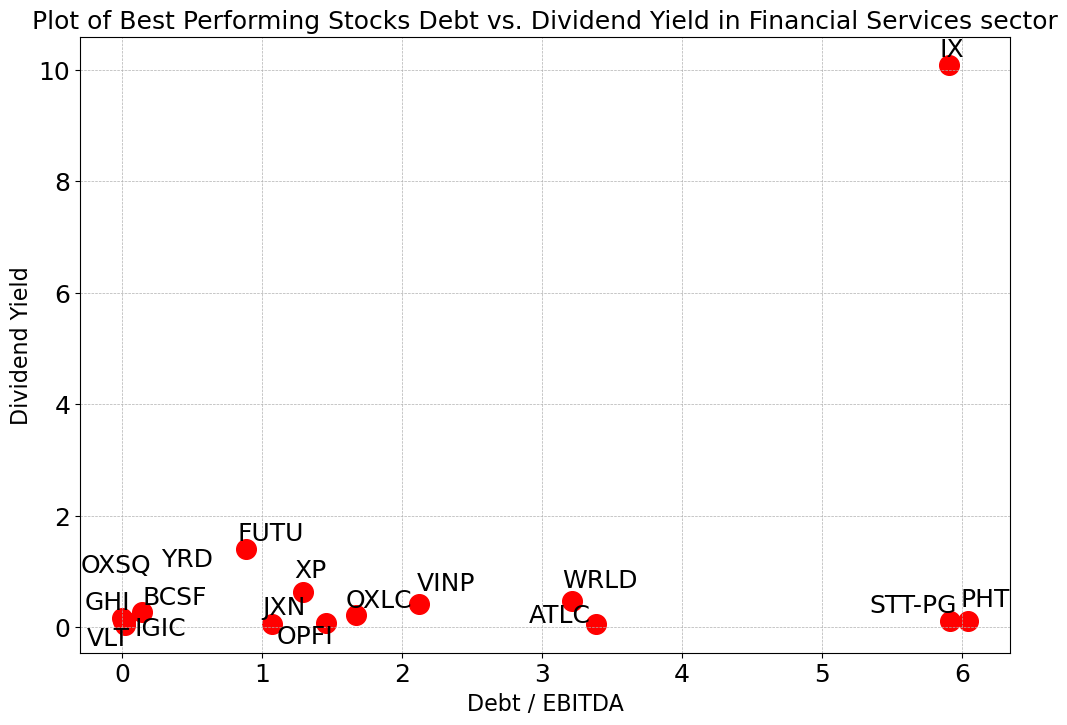 Plot of Best Performing Stocks Debt vs. Dividend Yield in Financial Services sector
IX
10
8
6
4
2
0
Dividend Yield
FUTU
YRD
OXSQ
XP
VINP
WRLD
BCSF
GHI
JXN
OXLC
STT-PG
PHT
ATLC
IGIC
VLT
OPFI
0 1 2 3 4 5 6
Debt / EBITDA